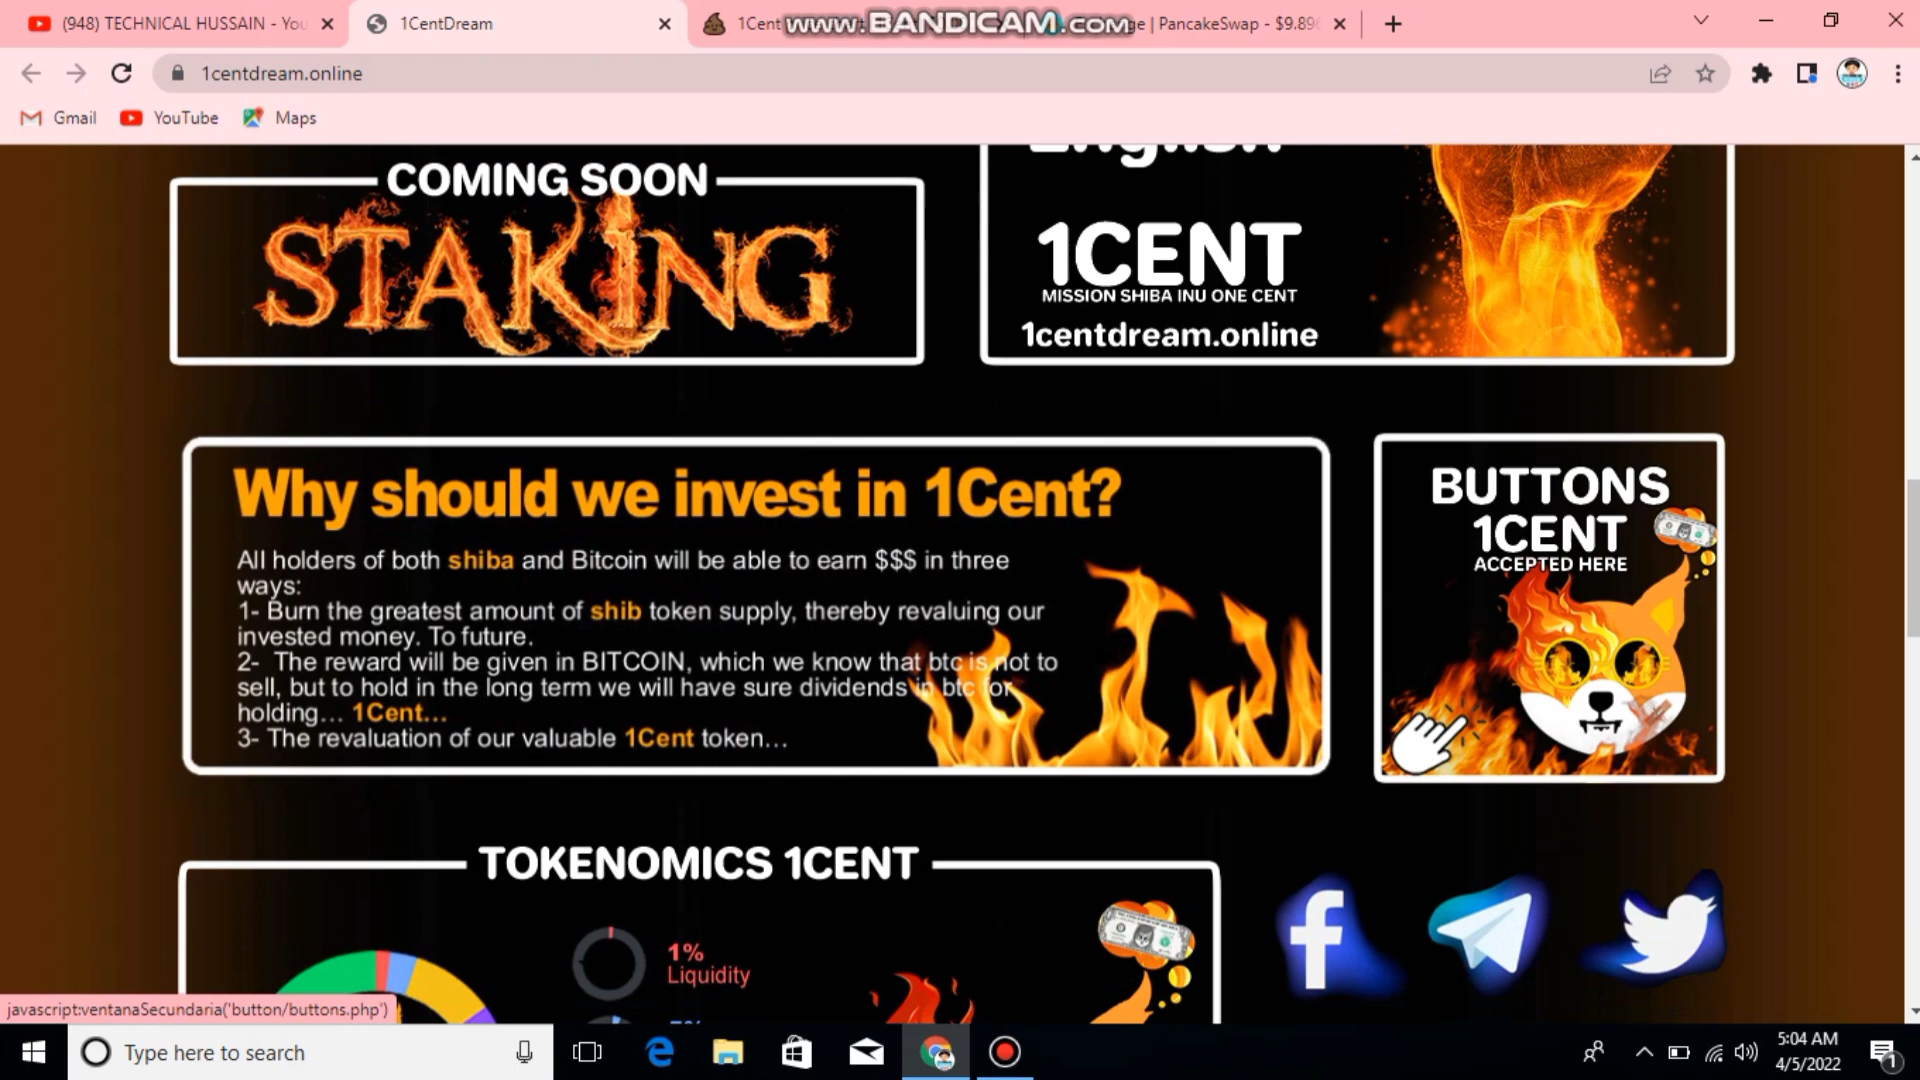 (948) TECHNICAL HUSSAIN - You
1CentDream
1Cent
www.BANDICAM.com
ge | PancakeSwap - $9.896
1centdream.online
Gmail
YouTube
Maps
COMING SOON
STAKING
English
1CENT
MISSION SHIBA INU ONE CENT
1centdream.online
Why should we invest in 1Cent?
All holders of both shiba and Bitcoin will be able to earn $$$ in three
ways:
1- Burn the greatest amount of shib token supply, thereby revaluing our
invested money. To future.
2- The reward will be given in BITCOIN, which we know that btc is not to
sell, but to hold in the long term we will have sure dividends in btc for
holding... 1Cent...
3- The revaluation of our valuable 1Cent token...
BUTTONS
1CENT
ACCEPTED HERE
TOKENOMICS 1CENT
1%
Liquidity
javascript:ventanaSecundaria('button/buttons.php')
Type here to search
5:04 AM
4/5/2022
1